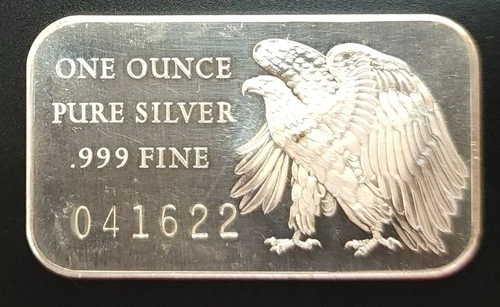 ONE OUNCE
PURE SILVER
.999 FINE
041622